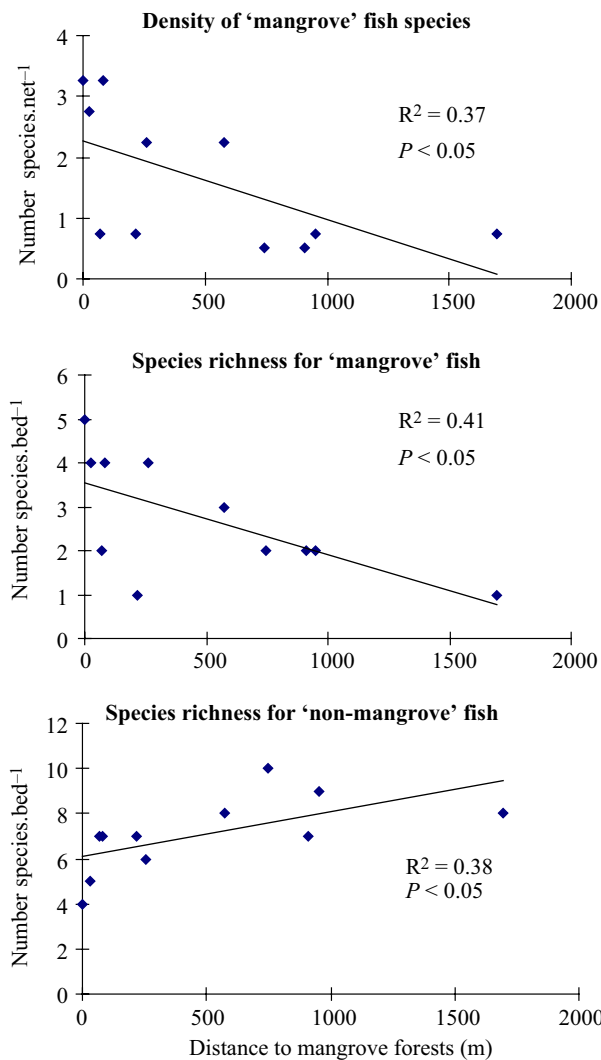 Density of ‘mangrove’ fish species
4
3
2
1
0
Number species.net⁻¹
R² = 0.37
P < 0.05
0 500 1000 1500 2000
Species richness for ‘mangrove’ fish
6
5
4
3
2
1
0
Number species.bed⁻¹
R² = 0.41
P < 0.05
0 500 1000 1500 2000
Species richness for ‘non-mangrove’ fish
12
10
8
6
4
2
0
Number species.bed⁻¹
R² = 0.38
P < 0.05
0 500 1000 1500 2000
Distance to mangrove forests (m)